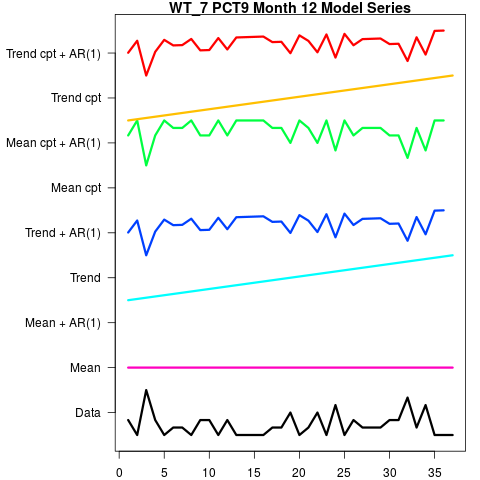 WT_7 PCT9 Month 12 Model Series
Trend cpt + AR(1)
Trend cpt
Mean cpt + AR(1)
Mean cpt
Trend + AR(1)
Trend
Mean + AR(1)
Mean
Data
0 5 10 15 20 25 30 35